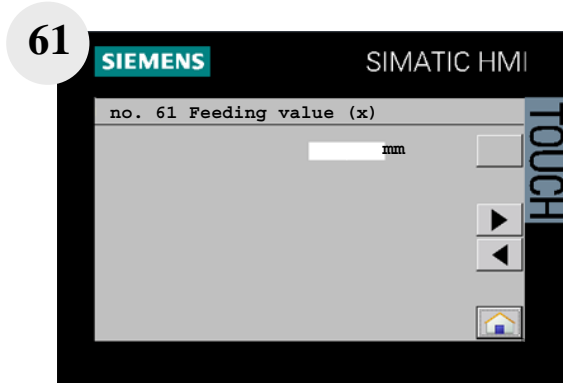 61
SIEMENS
SIMATIC HMI
no. 61 Feeding value (x)
mm
TOUCH